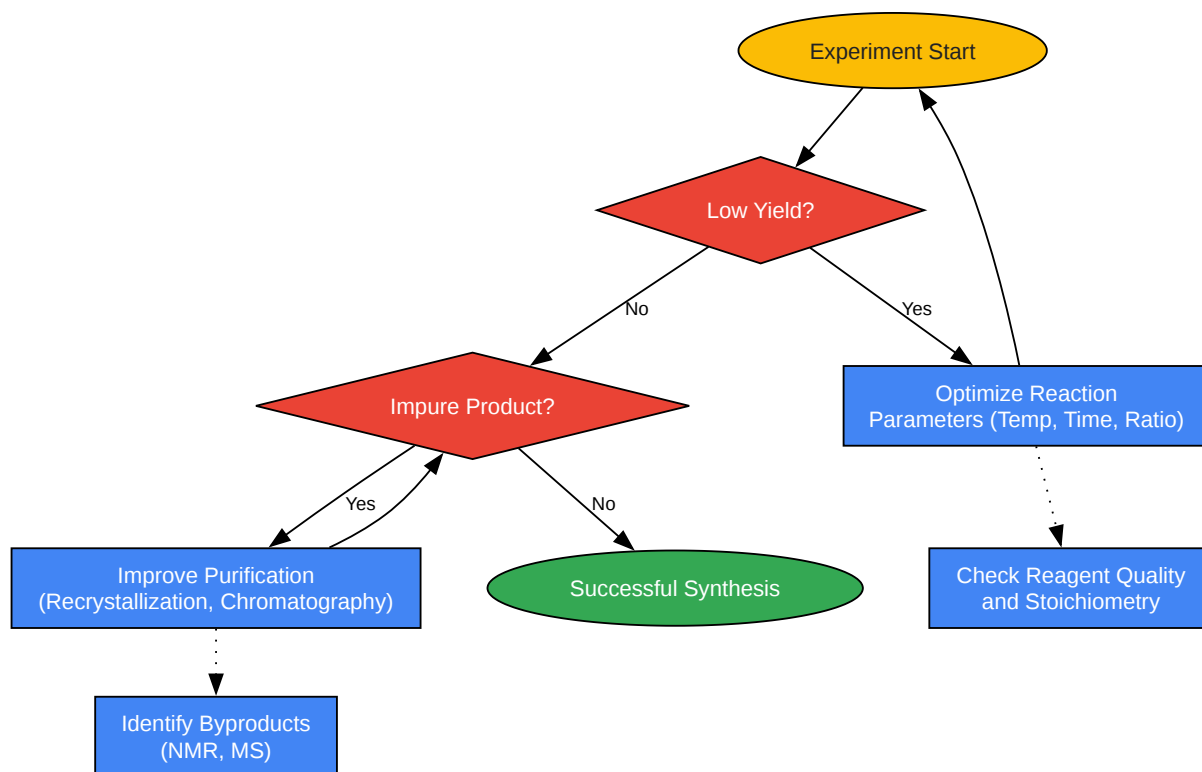 Experiment Start
Low Yield?
No
Yes
Impure Product?
Optimize Reaction
Parameters (Temp, Time, Ratio)
Yes
No
Improve Purification
(Recrystallization, Chromatography)
Successful Synthesis
Check Reagent Quality
and Stoichiometry
Identify Byproducts
(NMR, MS)